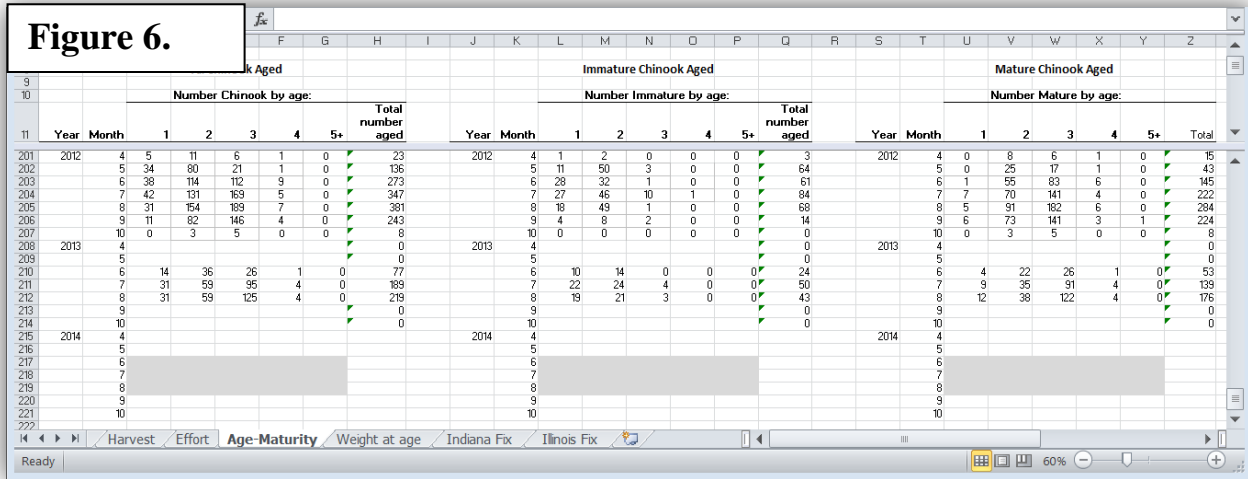 Figure 6.
fx
F G H I J K L M N O P Q R S T U V W X Y Z
Aged Immature Chinook Aged Mature Chinook Aged
9
10 Number Chinook by age: Number Immature by age: Number Mature by age:
Total number aged Total number aged
11 Year Month 1 2 3 4 5+ Year Month 1 2 3 4 5+ Year Month 1 2 3 4 5+ Total
201 2012 4 5 11 6 1 0 23 2012 4 1 2 0 0 0 3 2012 4 0 8 6 1 0 15
202 5 34 80 21 1 0 136 5 11 50 3 0 0 64 5 0 25 17 1 0 43
203 6 38 114 112 9 0 273 6 28 32 1 0 0 61 6 1 55 83 6 0 145
204 7 42 131 169 5 0 347 7 27 46 10 1 0 84 7 7 70 141 4 0 222
205 8 31 154 189 7 0 381 8 18 49 1 0 0 68 8 5 91 182 6 0 284
206 9 11 82 146 4 0 243 9 4 8 2 0 0 14 9 6 73 141 3 1 224
207 10 0 3 5 0 0 8 10 0 0 0 0 0 0 10 0 3 5 0 0 8
208 2013 4 0 2013 4 0 2013 4 0
209 5 0 5 0 5 0
210 6 14 36 26 1 0 77 6 10 14 0 0 0 24 6 4 22 26 1 0 53
211 7 31 59 95 4 0 189 7 22 24 4 0 0 50 7 9 35 91 4 0 139
212 8 31 59 125 4 0 219 8 19 21 3 0 0 43 8 12 38 122 4 0 176
213 9 0 9 0 9 0
214 10 0 10 0 10 0
215 2014 4 2014 4 2014 4
216 5 5 5
217 6 6 6
218 7 7 7
219 8 8 8
220 9 9 9
221 10 10 10
222
Harvest Effort Age-Maturity Weight at age Indiana Fix Illinois Fix
Ready 60%